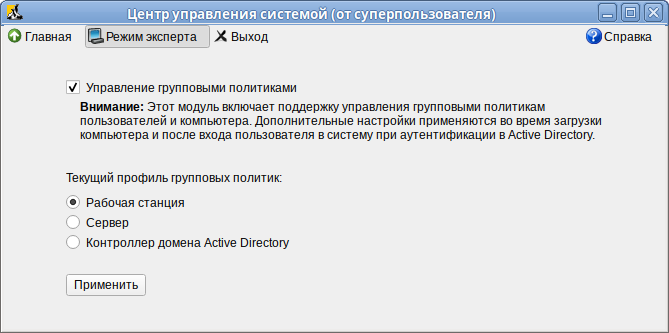 Центр управления системой (от суперпользователя)
Главная Режим эксперта Выход Справка
Управление групповыми политиками
Внимание: Этот модуль включает поддержку управления групповыми политикам
пользователей и компьютера. Дополнительные настройки применяются во время загрузки
компьютера и после входа пользователя в систему при аутентификации в Active Directory.
Текущий профиль групповых политик:
Рабочая станция
Сервер
Контроллер домена Active Directory
Применить